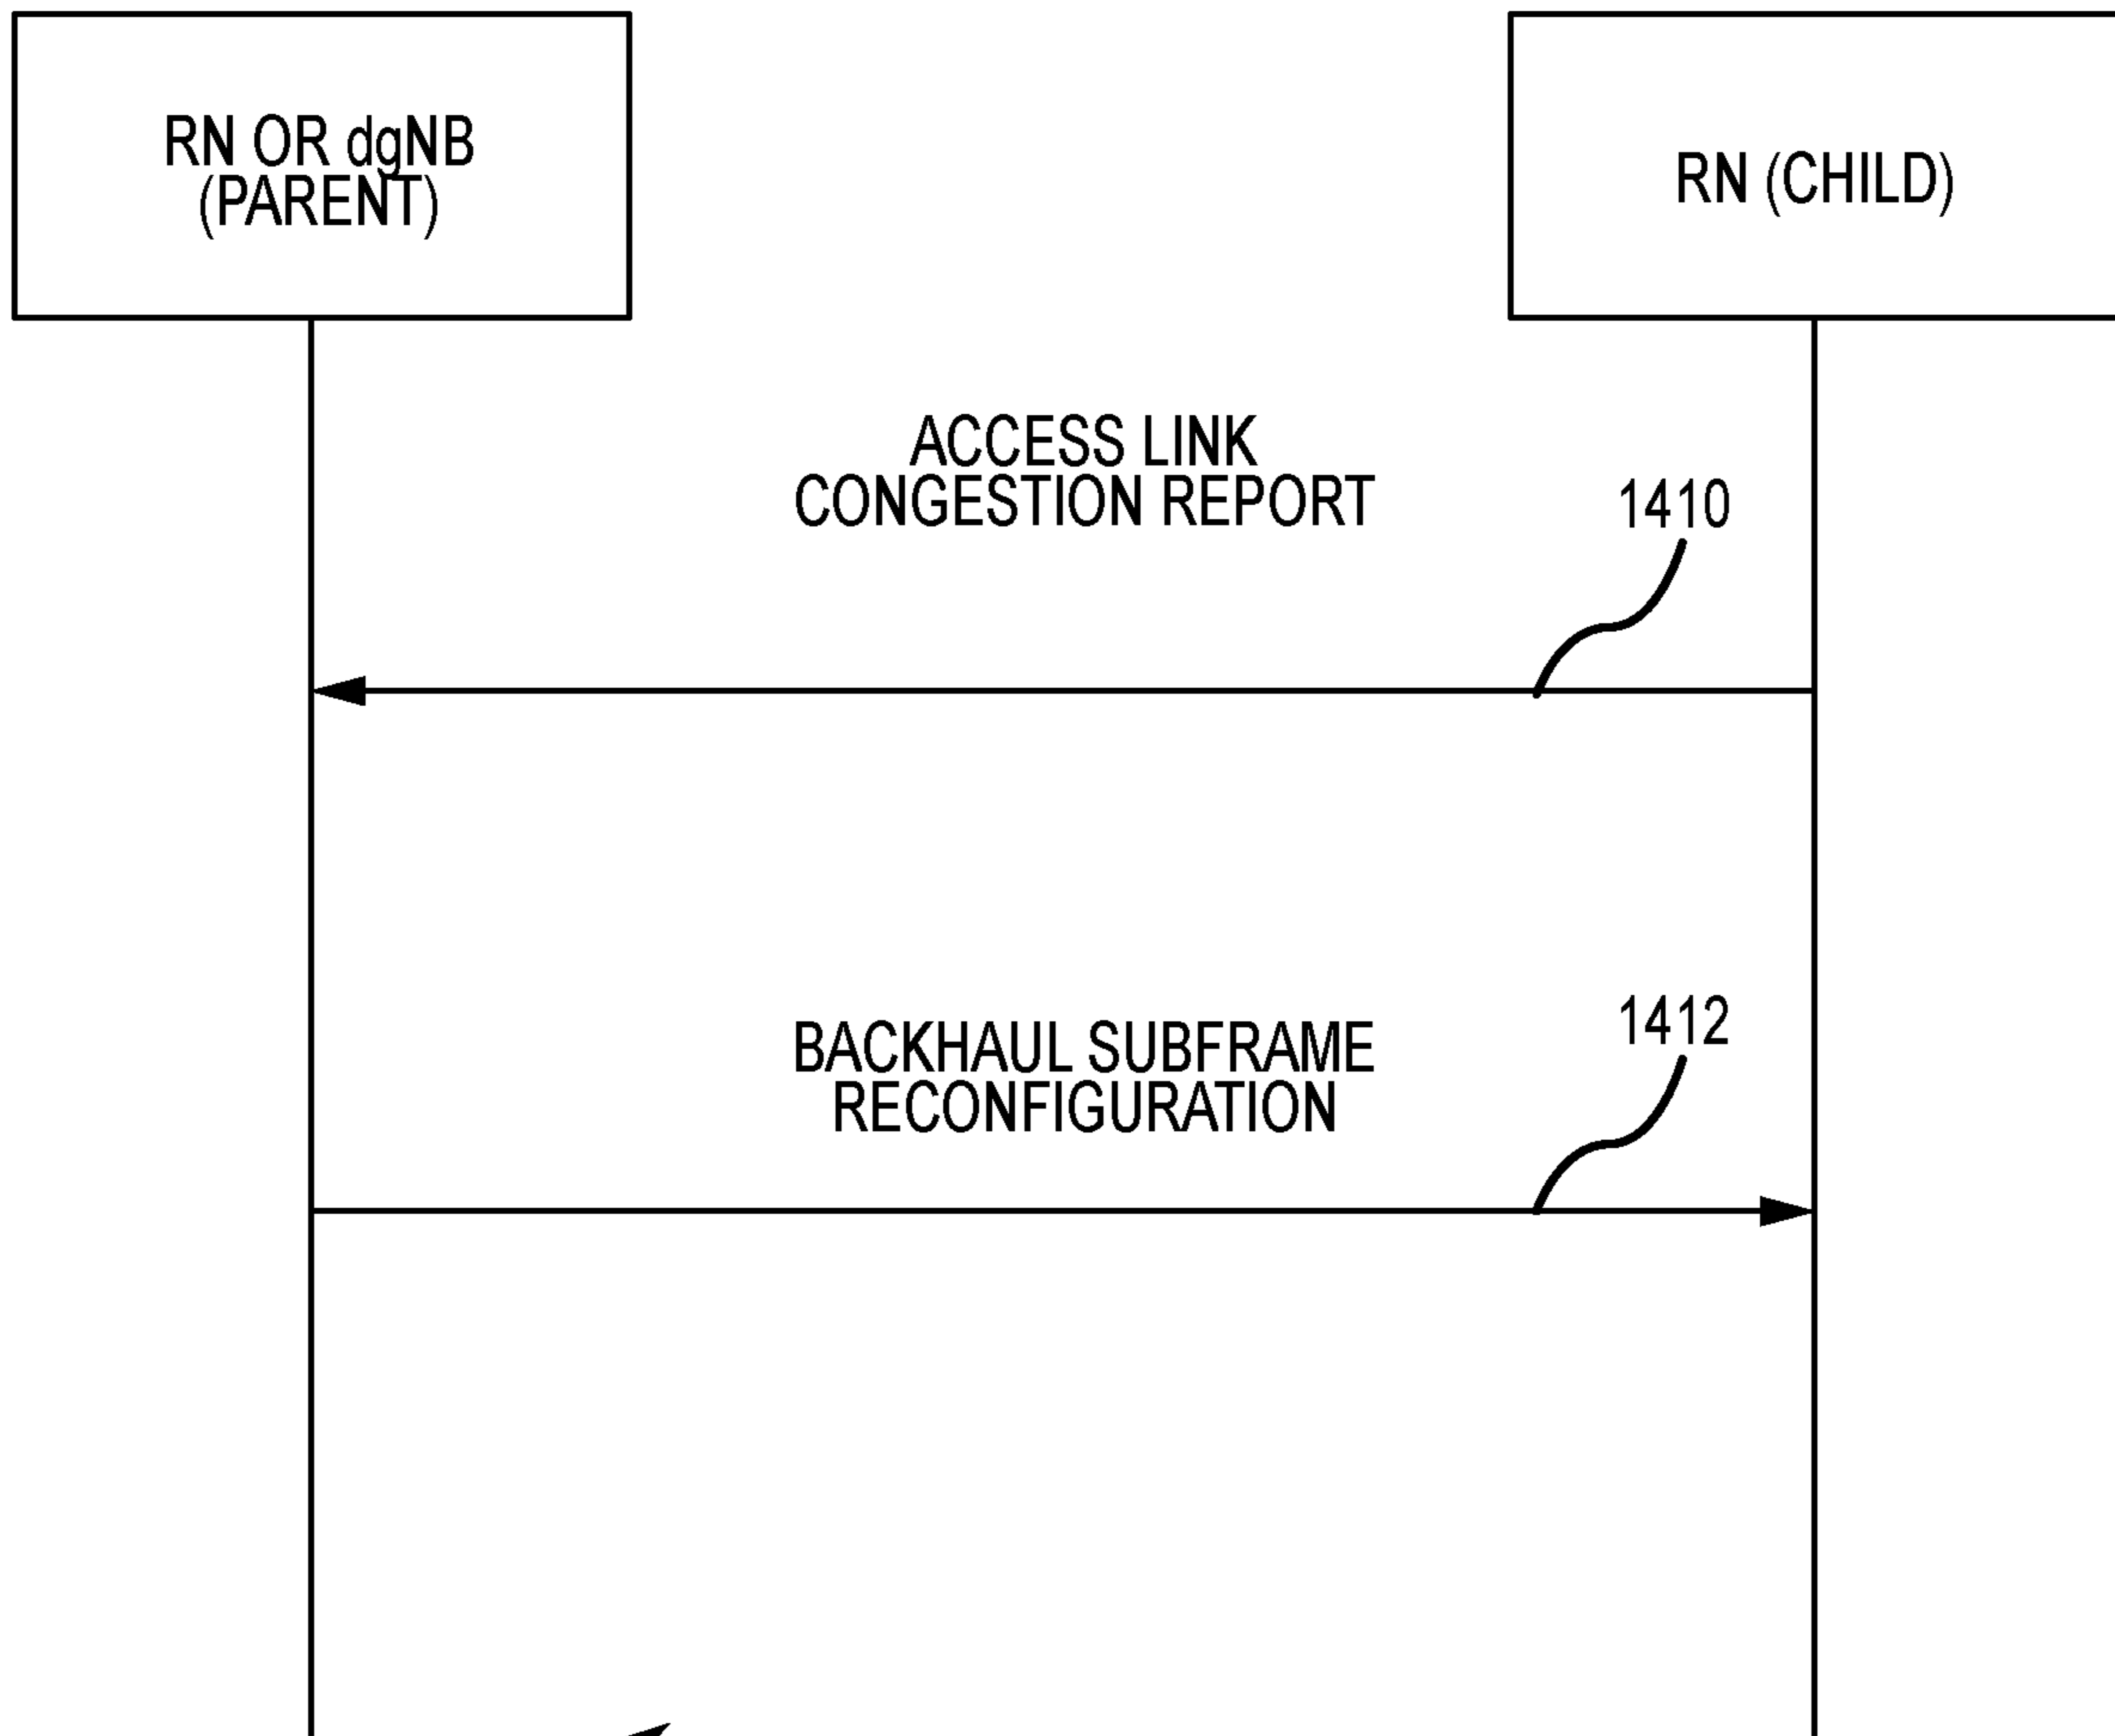 RN OR dgNB
(PARENT)
RN (CHILD)
ACCESS LINK
CONGESTION REPORT
1410
BACKHAUL SUBFRAME
RECONFIGURATION
1412